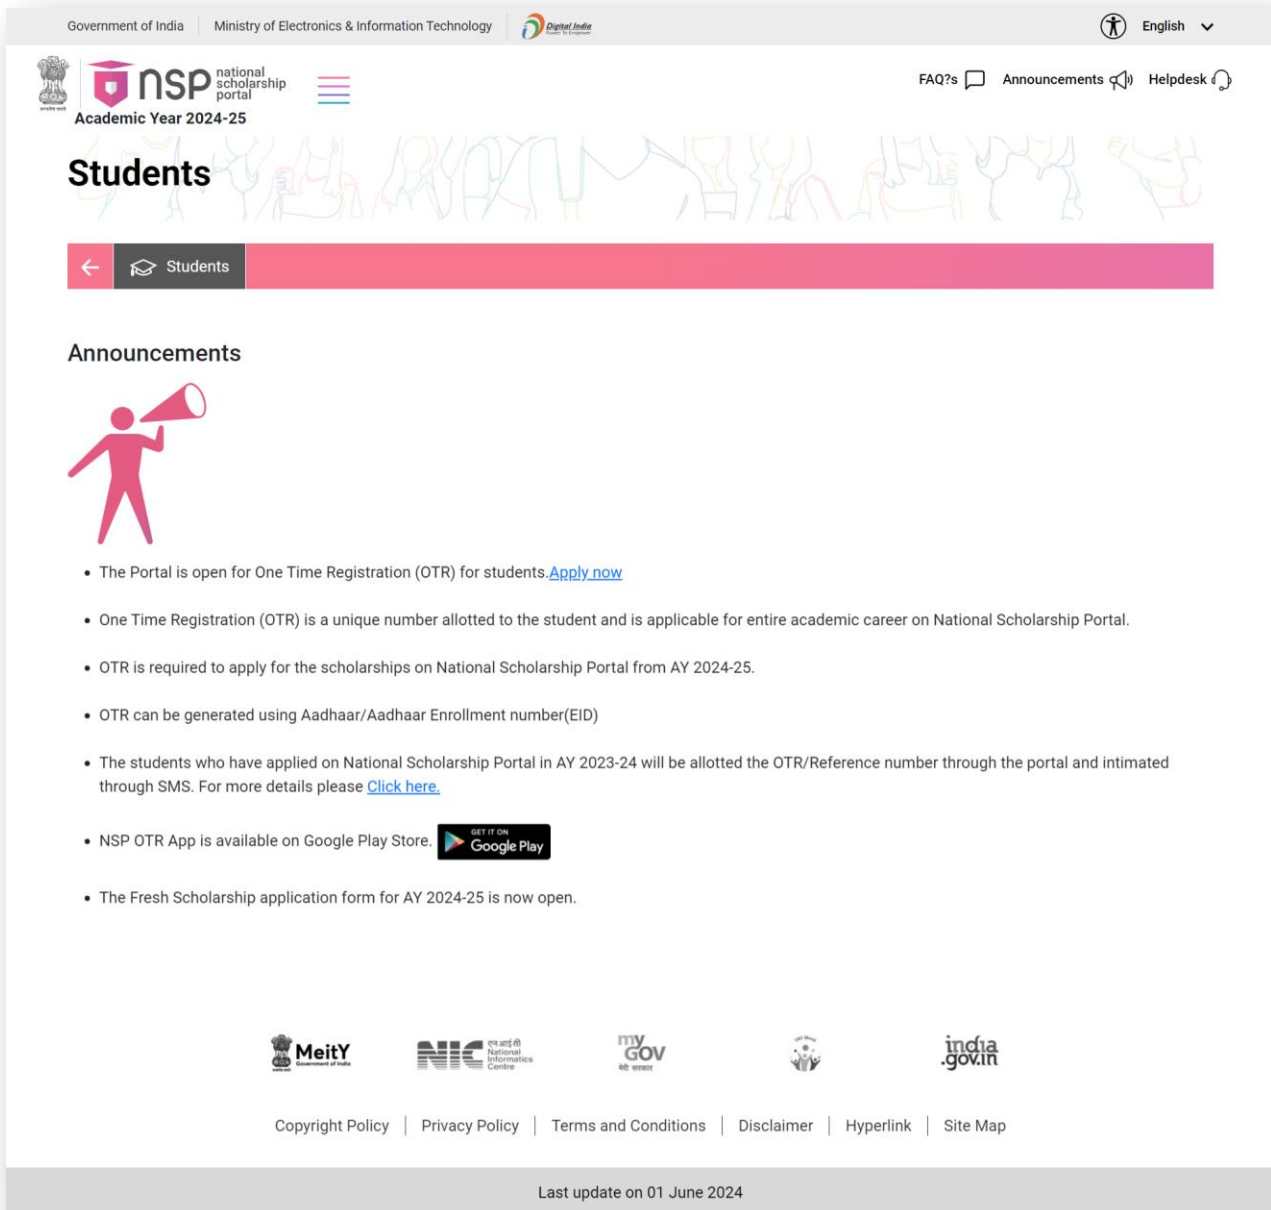 Government of India
Ministry of Electronics & Information Technology
Digital India
Power To Empower
English
nsp
national
scholarship
portal
Academic Year 2024-25
FAQ?s
Announcements
Helpdesk
Students
Students
Announcements
• The Portal is open for One Time Registration (OTR) for students.Apply now
• One Time Registration (OTR) is a unique number allotted to the student and is applicable for entire academic career on National Scholarship Portal.
• OTR is required to apply for the scholarships on National Scholarship Portal from AY 2024-25.
• OTR can be generated using Aadhaar/Aadhaar Enrollment number(EID)
• The students who have applied on National Scholarship Portal in AY 2023-24 will be allotted the OTR/Reference number through the portal and intimated
through SMS. For more details please Click here.
• NSP OTR App is available on Google Play Store.
GET IT ON
Google Play
• The Fresh Scholarship application form for AY 2024-25 is now open.
MeitY
Government of India
NIC
एन आई सी
National
Informatics
Centre
my
GOV
मेरी सरकार
india
.gov.in
Copyright Policy | Privacy Policy | Terms and Conditions | Disclaimer | Hyperlink | Site Map
Last update on 01 June 2024